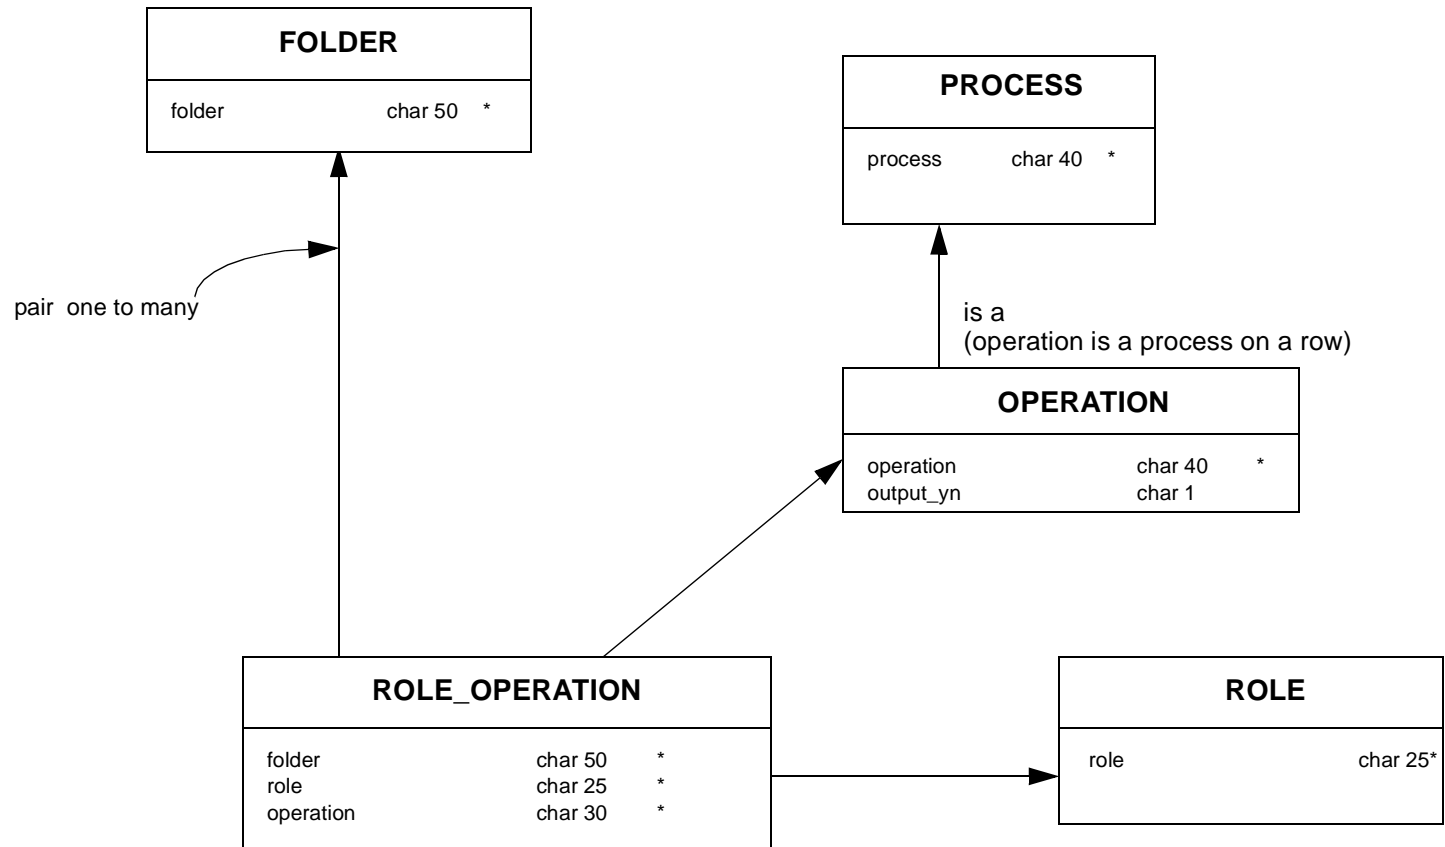 FOLDER
folder char 50 *
PROCESS
process char 40 *
pair one to many
is a
(operation is a process on a row)
OPERATION
operation char 40 *
output_yn char 1
ROLE_OPERATION
folder char 50 *
role char 25 *
operation char 30 *
ROLE
role char 25*